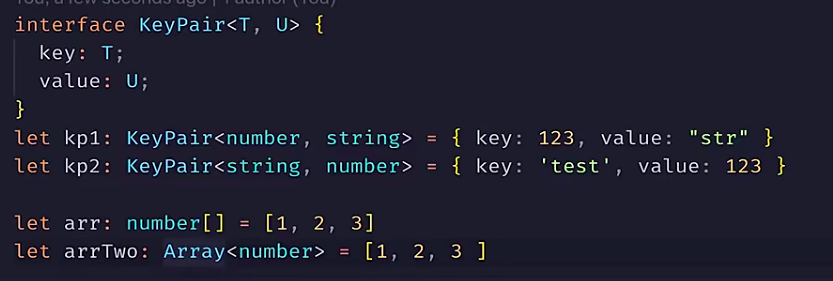 You, a few seconds ago | 1 author (You)
interface KeyPair<T, U> {
  key: T;
  value: U;
}
let kp1: KeyPair<number, string> = { key: 123, value: "str" }
let kp2: KeyPair<string, number> = { key: 'test', value: 123 }
let arr: number[] = [1, 2, 3]
let arrTwo: Array<number> = [1, 2, 3 ]